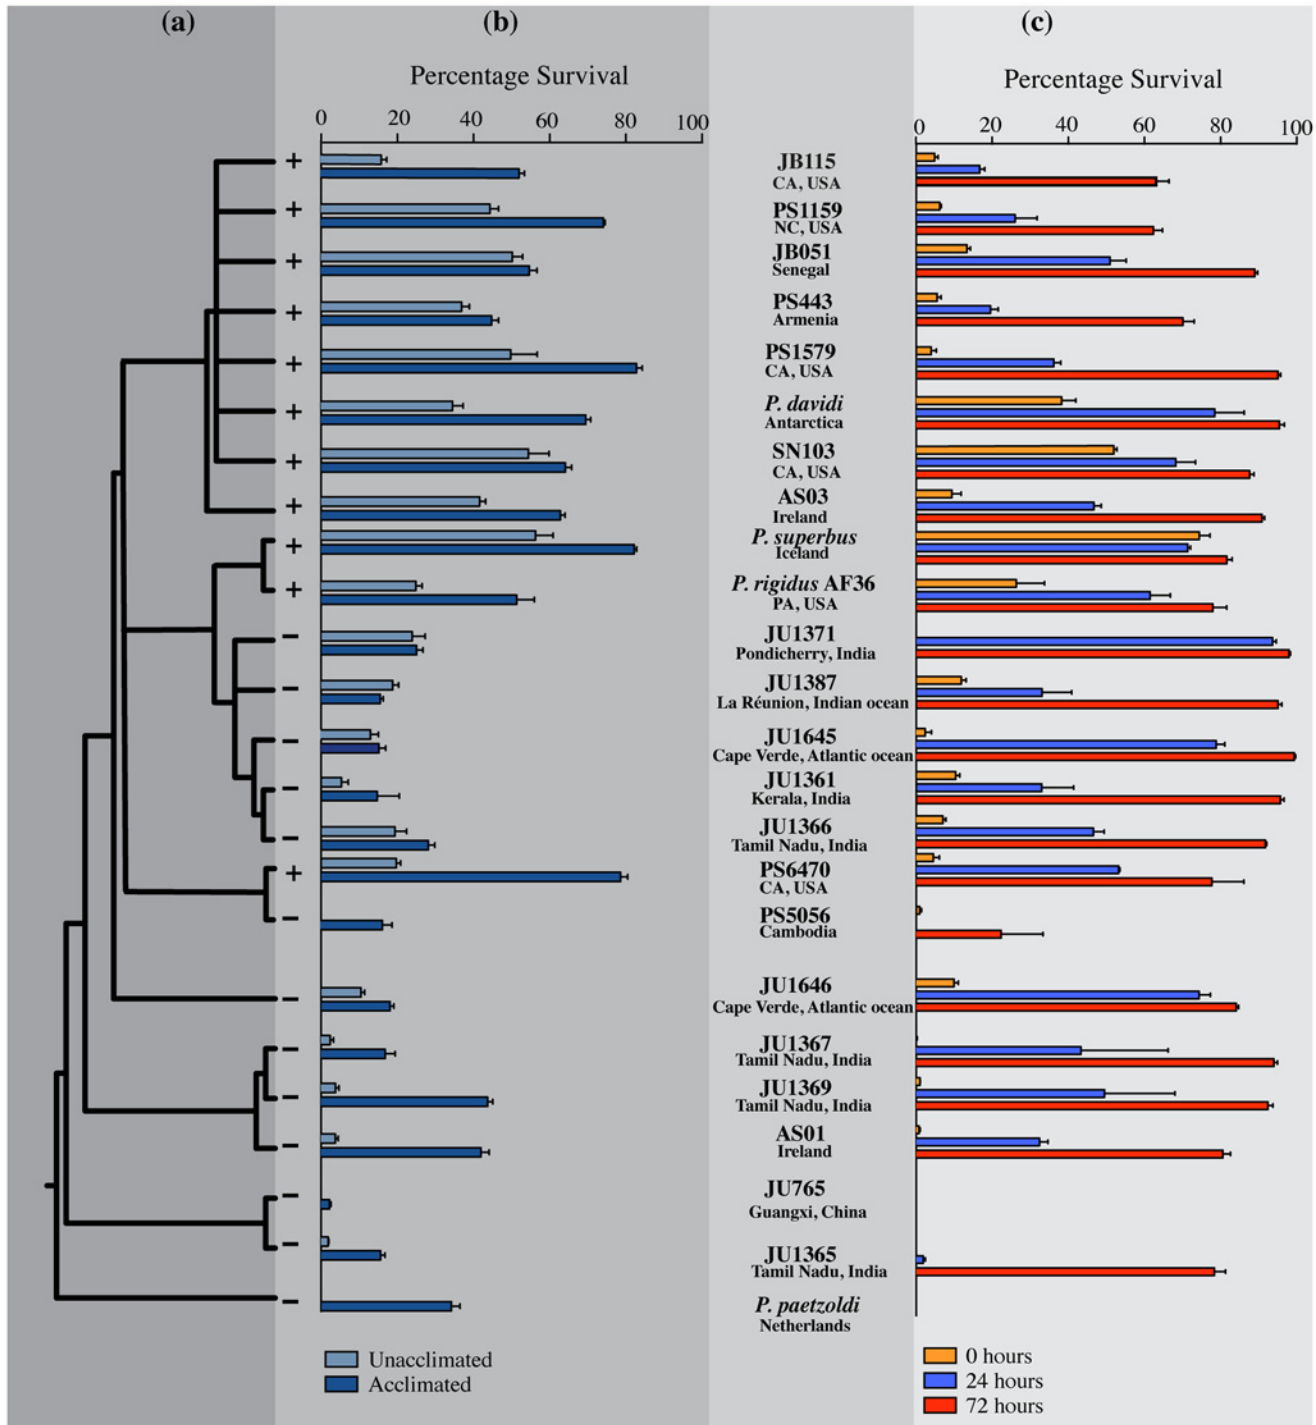 (a)
(b)
(c)
Percentage Survival
Percentage Survival
0 20 40 60 80 100
0 20 40 60 80 100
+
JB115
CA, USA
+
PS1159
NC, USA
+
JB051
Senegal
+
PS443
Armenia
+
PS1579
CA, USA
+
P. davidi
Antarctica
+
SN103
CA, USA
+
AS03
Ireland
+
P. superbus
Iceland
+
P. rigidus AF36
PA, USA
−
JU1371
Pondicherry, India
−
JU1387
La Réunion, Indian ocean
−
JU1645
Cape Verde, Atlantic ocean
−
JU1361
Kerala, India
−
JU1366
Tamil Nadu, India
+
PS6470
CA, USA
−
PS5056
Cambodia
−
JU1646
Cape Verde, Atlantic ocean
−
JU1367
Tamil Nadu, India
−
JU1369
Tamil Nadu, India
−
AS01
Ireland
−
JU765
Guangxi, China
−
JU1365
Tamil Nadu, India
−
P. paetzoldi
Netherlands
Unacclimated
Acclimated
0 hours
24 hours
72 hours